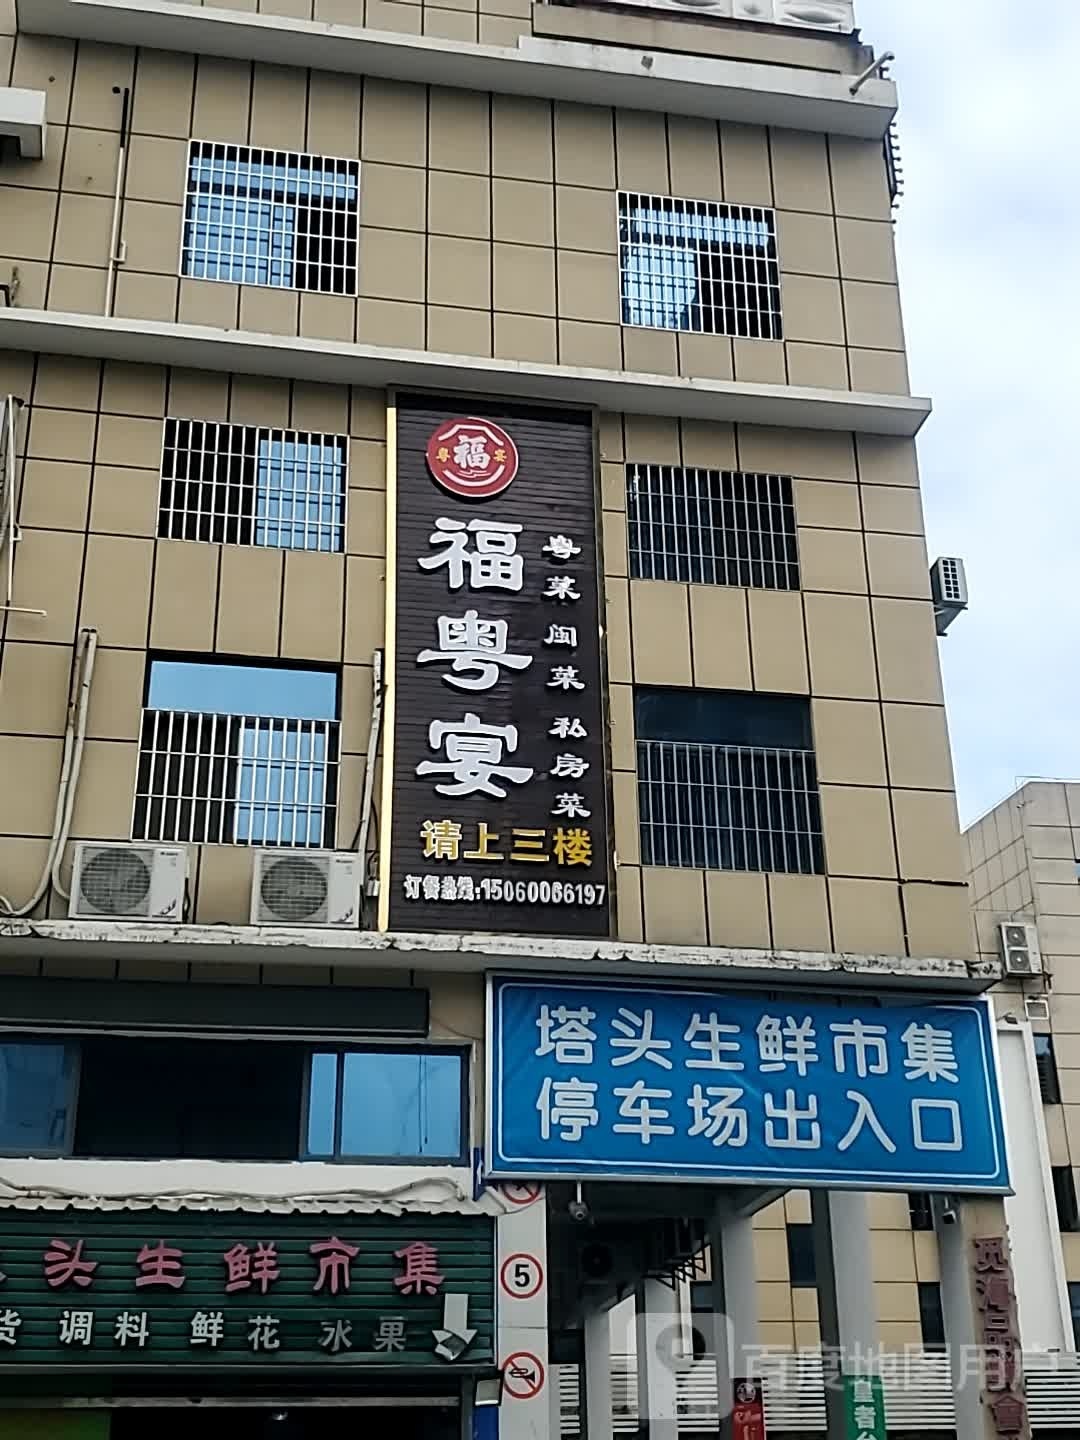 粤福宴
福粤宴
粤菜 闽菜 私房菜
请上三楼
订餐热线:15060066197
塔头生鲜市集
停车场出入口
头生鲜市集
货 调料 鲜花 水果
5
百度地图用户